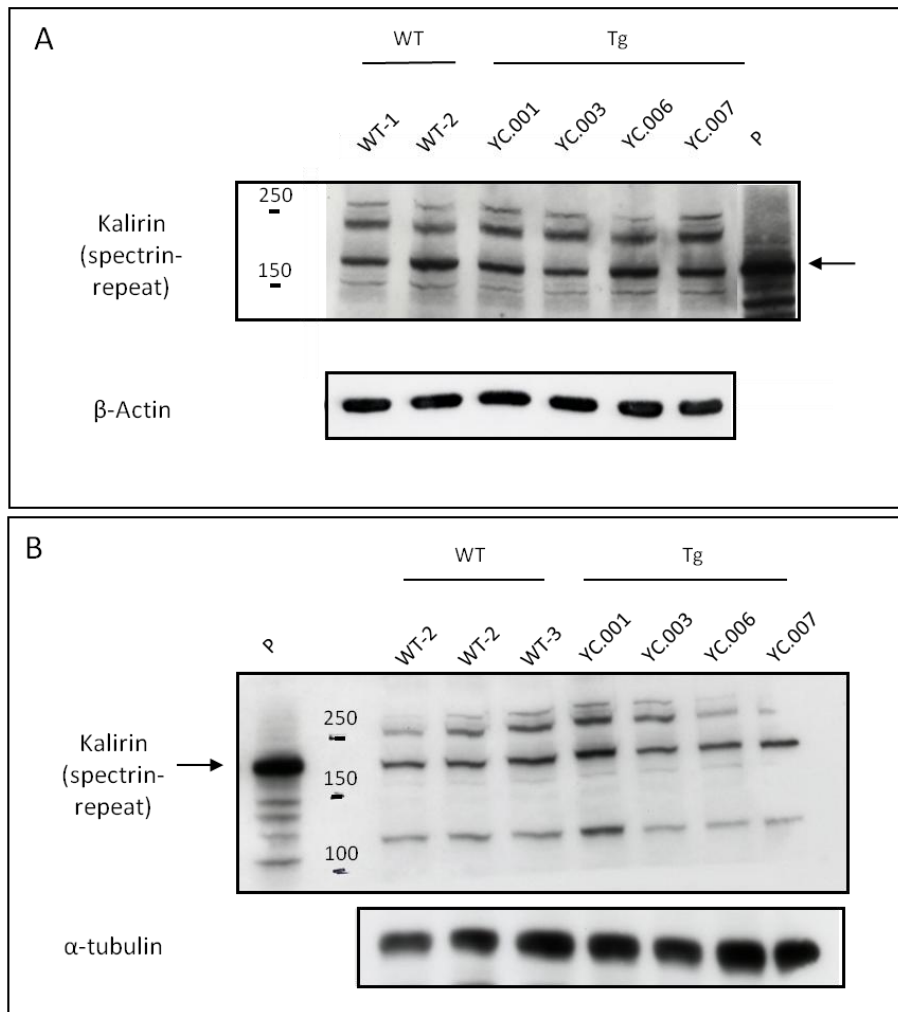 A
WT Tg
WT-1 WT-2 YC.001 YC.003 YC.006 YC.007 P
Kalirin
(spectrin-
repeat)
250
150
β-Actin
B
WT Tg
P WT-2 WT-2 WT-3 YC.001 YC.003 YC.006 YC.007
Kalirin
(spectrin-
repeat)
250
150
100
α-tubulin